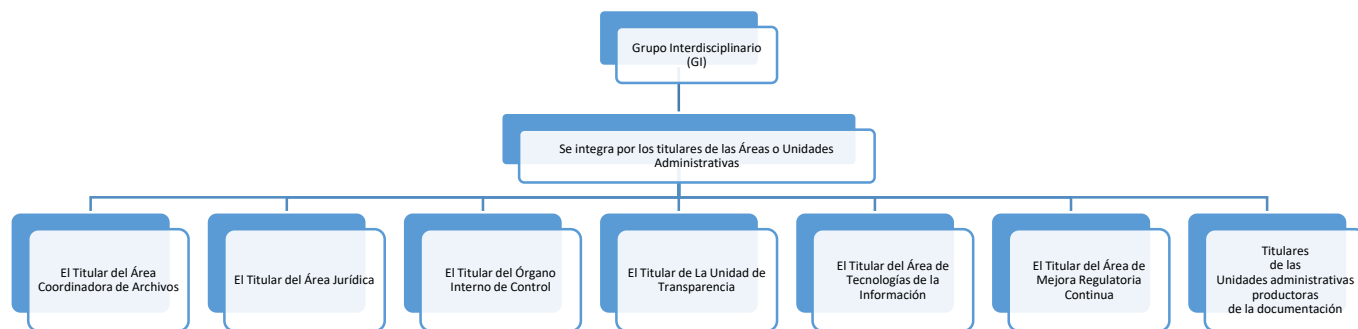 Grupo Interdisciplinario
(GI)
Se integra por los titulares de las Áreas o Unidades
Administrativas
El Titular del Área
Coordinadora de Archivos
El Titular del Área Jurídica
El Titular del Órgano
Interno de Control
El Titular de La Unidad de
Transparencia
El Titular del Área de
Tecnologías de la
Información
El Titular del Área de
Mejora Regulatoria
Continua
Titulares
de las
Unidades administrativas
productoras
de la documentación